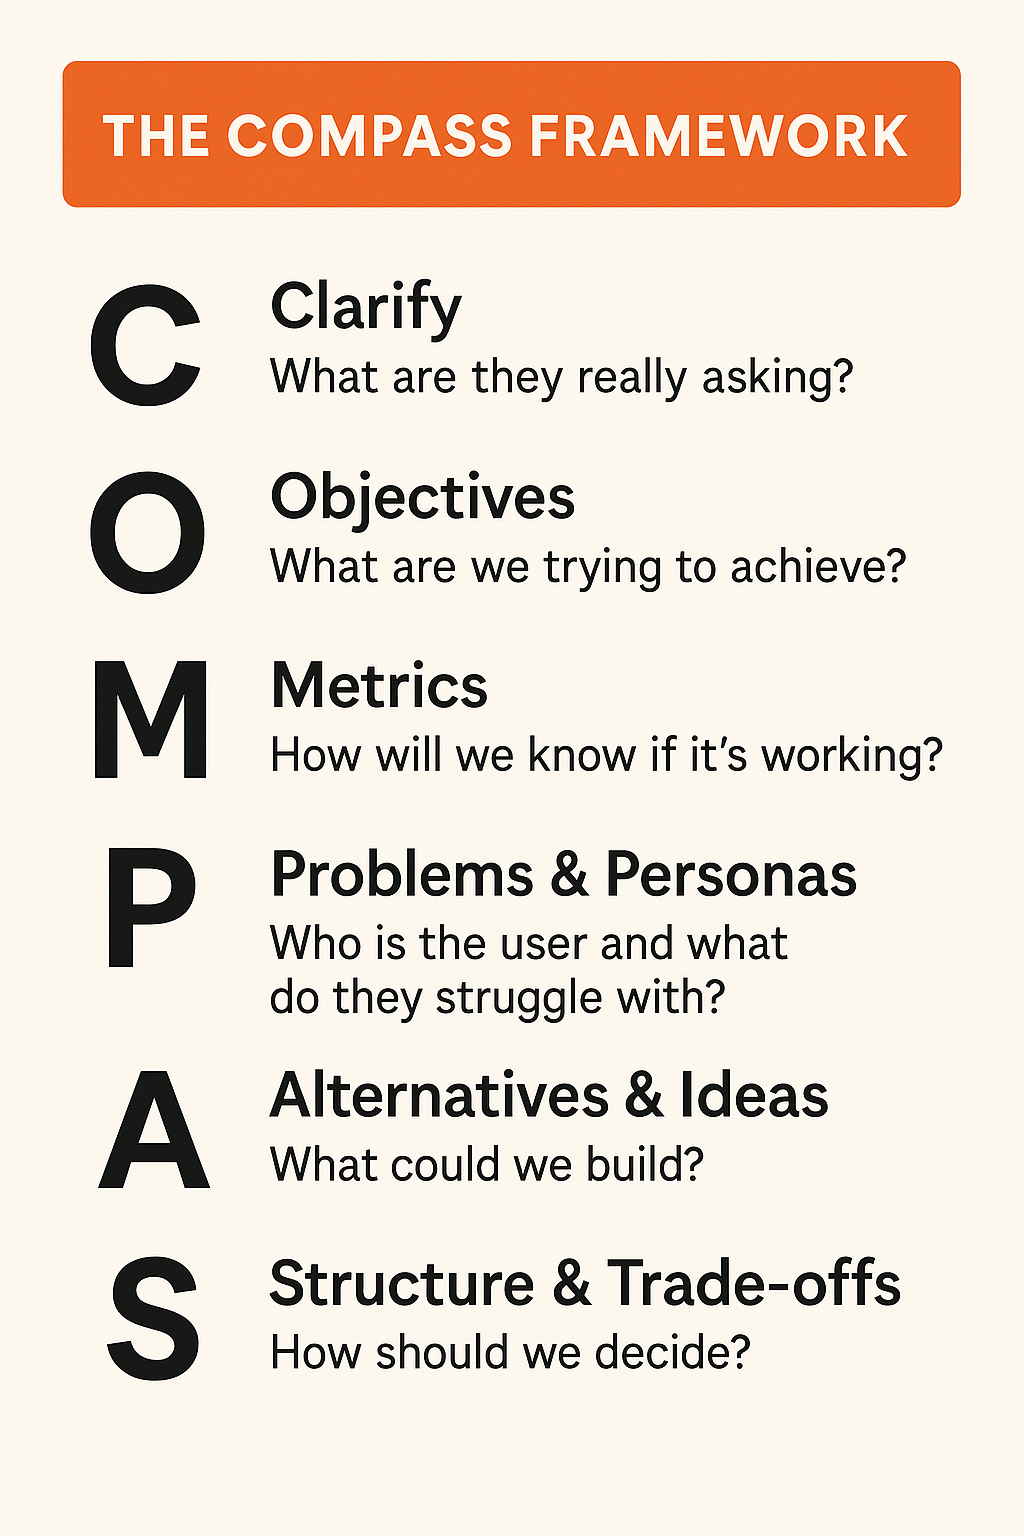 THE COMPASS FRAMEWORK
C
Clarify
What are they really asking?
O
Objectives
What are we trying to achieve?
M
Metrics
How will we know if it’s working?
P
Problems & Personas
Who is the user and what
do they struggle with?
A
Alternatives & Ideas
What could we build?
S
Structure & Trade-offs
How should we decide?